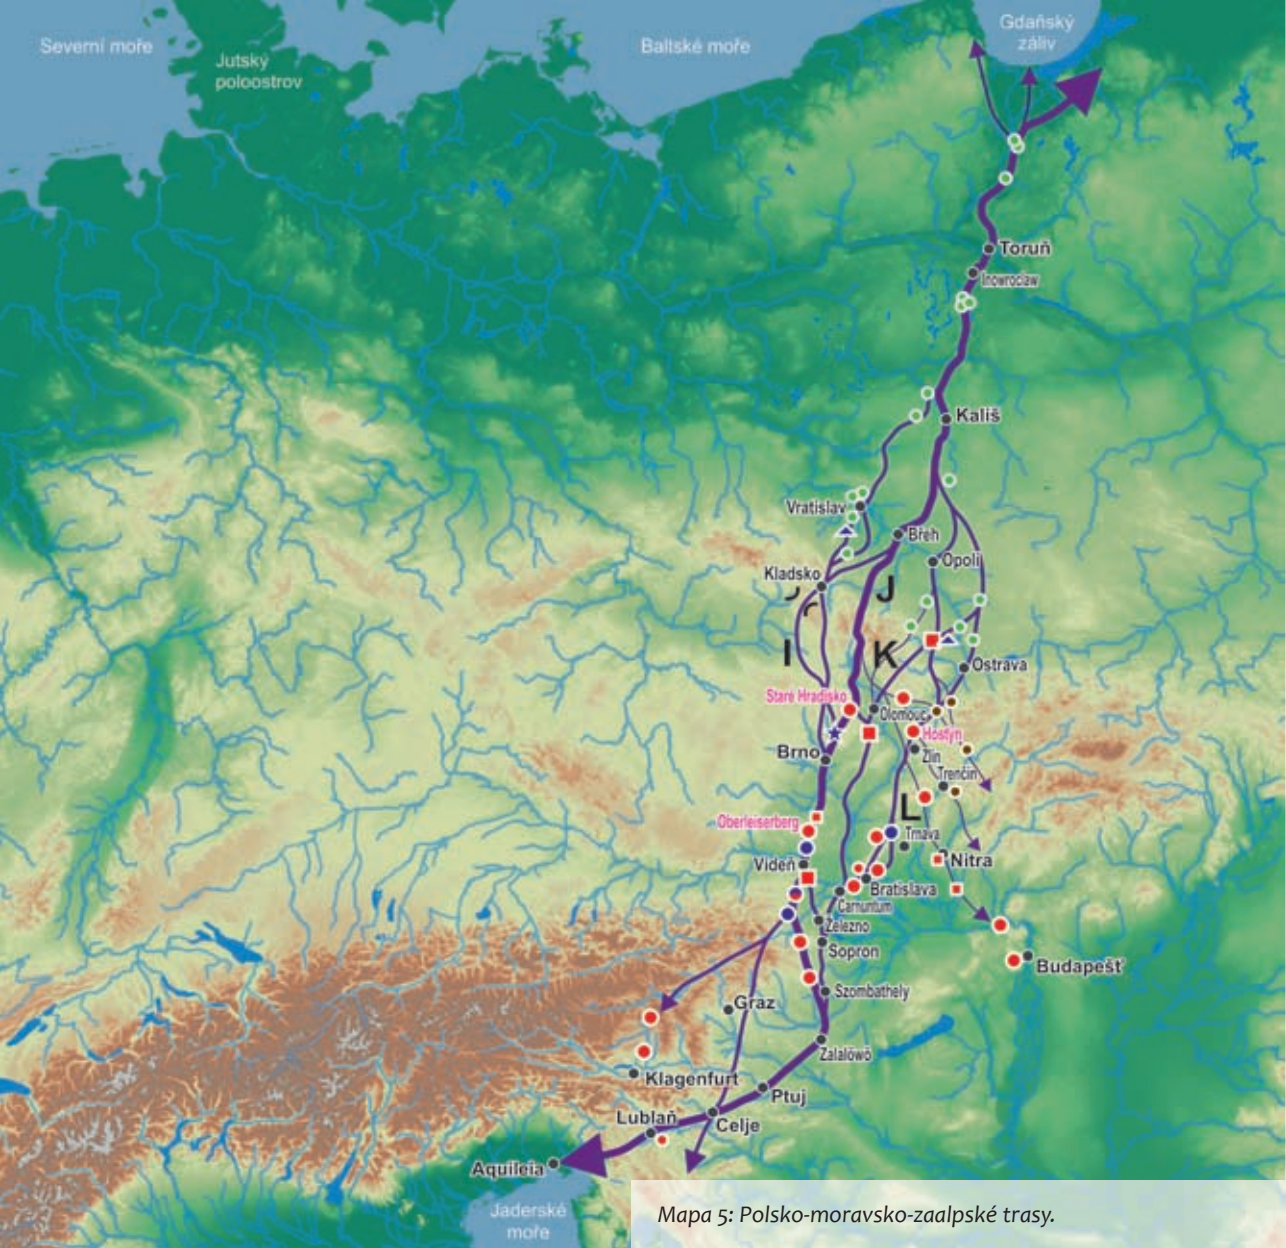 Gdaňský
záliv
Severní moře
Baltské moře
Jutský
poloostrov
Toruň
Inowroclaw
Kališ
Vratislav
Břeh
Opolí
Kladsko
J
I
K
Ostrava
Staré Hradisko
Olomouc
Hostýn
Brno
Zlín
Trenčín
L
Oberleiserberg
Trnava
Vídeň
Nitra
Bratislava
Carnuntum
Železno
Sopron
Budapešť
Szombathely
Graz
Zalalövö
Klagenfurt
Ptuj
Lublaň
Celje
Aquileia
Jaderské
moře
Mapa 5: Polsko-moravsko-zaalpské trasy.